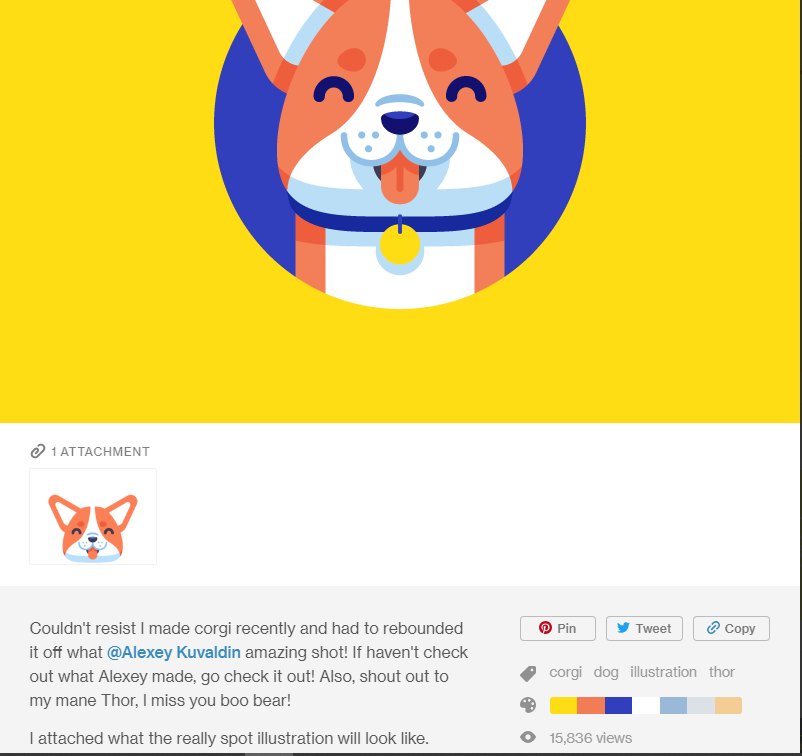 1 ATTACHMENT
Couldn't resist I made corgi recently and had to rebounded
it off what @Alexey Kuvaldin amazing shot! If haven't check
out what Alexey made, go check it out! Also, shout out to
my mane Thor, I miss you boo bear!
I attached what the really spot illustration will look like.
Pin Tweet Copy
corgi dog illustration thor
15,836 views